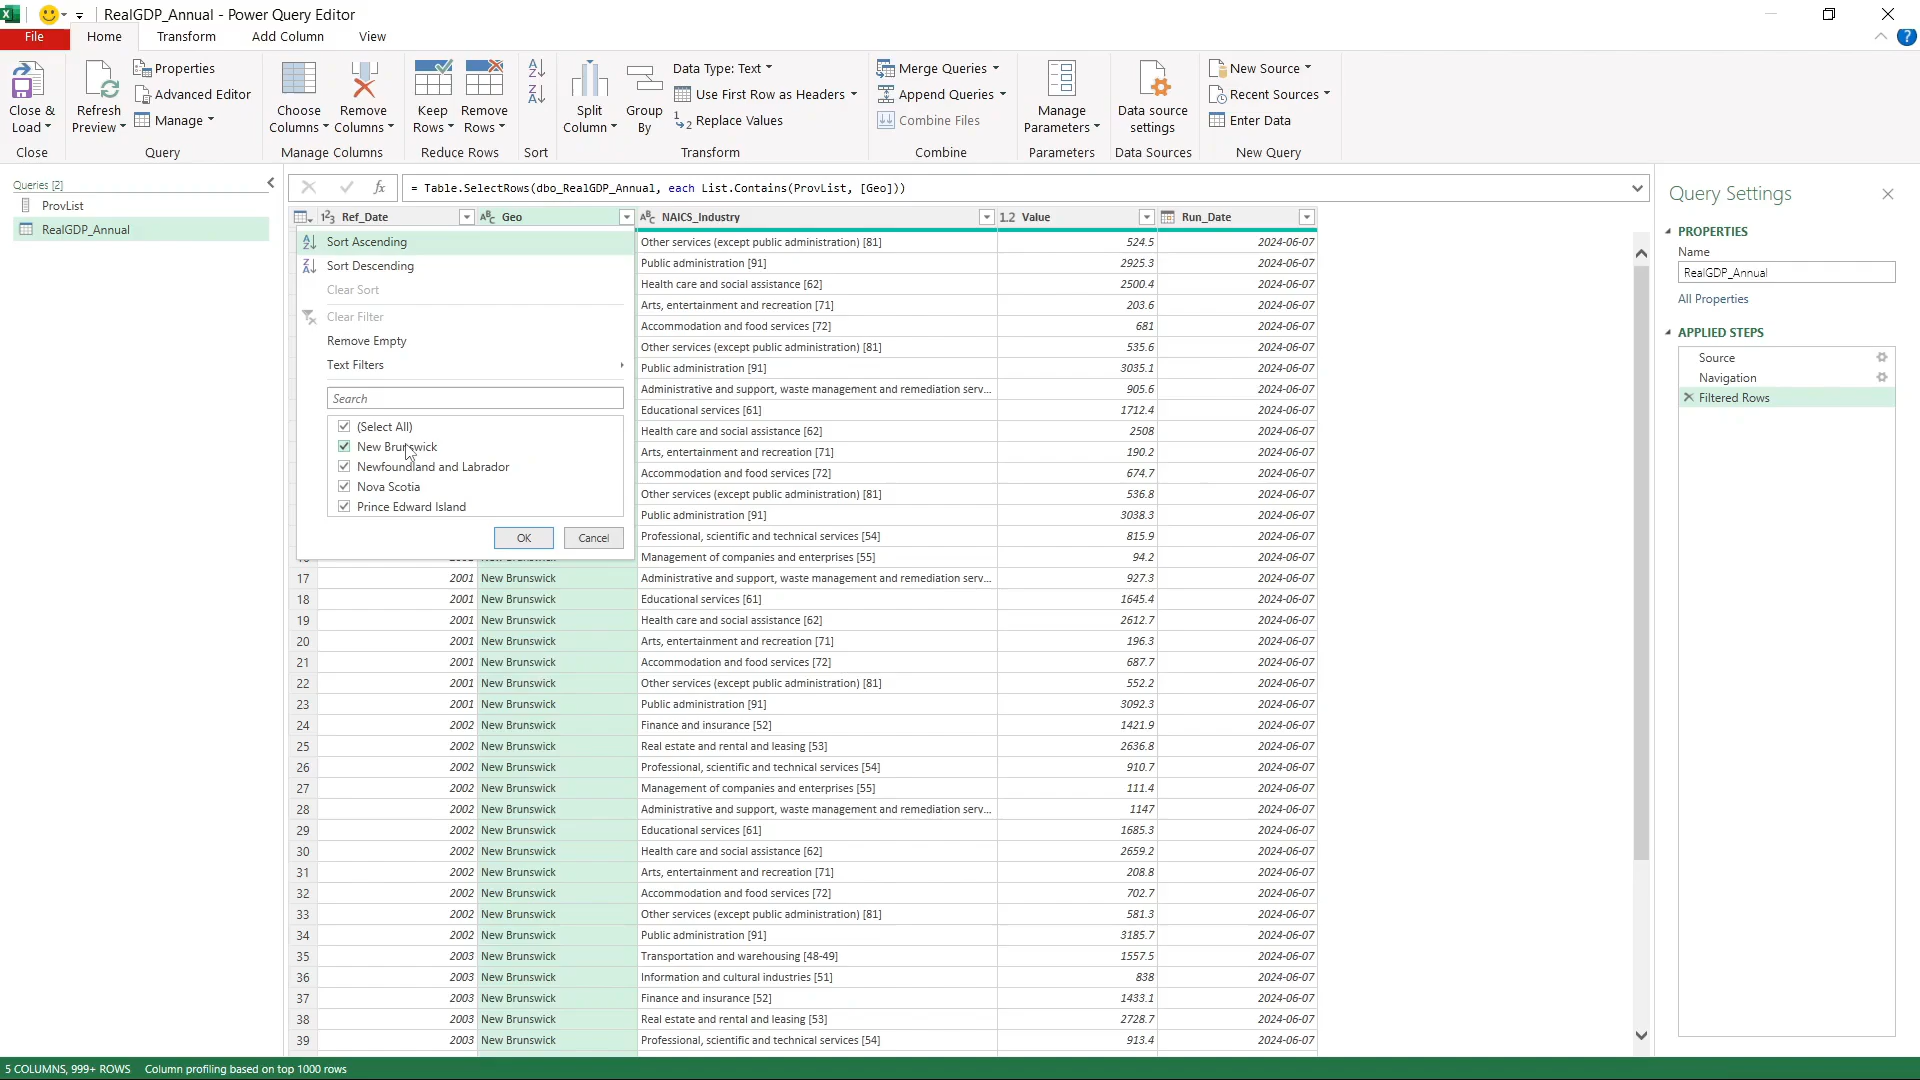 RealGDP_Annual - Power Query Editor
File Home Transform Add Column View
Close & Load
Close
Refresh Preview
Properties
Advanced Editor
Manage
Query
Choose Columns
Remove Columns
Manage Columns
Keep Rows
Remove Rows
Reduce Rows
Sort
Split Column
Group By
Data Type: Text
Use First Row as Headers
Replace Values
Transform
Merge Queries
Append Queries
Combine Files
Combine
Manage Parameters
Parameters
Data source settings
Data Sources
New Source
Recent Sources
Enter Data
New Query
Queries [2]
ProvList
RealGDP_Annual
= Table.SelectRows(dbo_RealGDP_Annual, each List.Contains(ProvList, [Geo]))
Ref_Date Geo NAICS_Industry Value Run_Date
Sort Ascending
Sort Descending
Clear Sort
Clear Filter
Remove Empty
Text Filters
Search
(Select All)
New Brunswick
Newfoundland and Labrador
Nova Scotia
Prince Edward Island
OK Cancel
Other services (except public administration) [81] 524.5 2024-06-07
Public administration [91] 2925.3 2024-06-07
Health care and social assistance [62] 2500.4 2024-06-07
Arts, entertainment and recreation [71] 203.6 2024-06-07
Accommodation and food services [72] 681 2024-06-07
Other services (except public administration) [81] 535.6 2024-06-07
Public administration [91] 3035.1 2024-06-07
Administrative and support, waste management and remediation serv... 905.6 2024-06-07
Educational services [61] 1712.4 2024-06-07
Health care and social assistance [62] 2508 2024-06-07
Arts, entertainment and recreation [71] 190.2 2024-06-07
Accommodation and food services [72] 674.7 2024-06-07
Other services (except public administration) [81] 536.8 2024-06-07
Public administration [91] 3038.3 2024-06-07
Professional, scientific and technical services [54] 815.9 2024-06-07
Management of companies and enterprises [55] 94.2 2024-06-07
17 2001 New Brunswick Administrative and support, waste management and remediation serv... 927.3 2024-06-07
18 2001 New Brunswick Educational services [61] 1645.4 2024-06-07
19 2001 New Brunswick Health care and social assistance [62] 2612.7 2024-06-07
20 2001 New Brunswick Arts, entertainment and recreation [71] 196.3 2024-06-07
21 2001 New Brunswick Accommodation and food services [72] 687.7 2024-06-07
22 2001 New Brunswick Other services (except public administration) [81] 552.2 2024-06-07
23 2001 New Brunswick Public administration [91] 3092.3 2024-06-07
24 2002 New Brunswick Finance and insurance [52] 1421.9 2024-06-07
25 2002 New Brunswick Real estate and rental and leasing [53] 2636.8 2024-06-07
26 2002 New Brunswick Professional, scientific and technical services [54] 910.7 2024-06-07
27 2002 New Brunswick Management of companies and enterprises [55] 111.4 2024-06-07
28 2002 New Brunswick Administrative and support, waste management and remediation serv... 1147 2024-06-07
29 2002 New Brunswick Educational services [61] 1685.3 2024-06-07
30 2002 New Brunswick Health care and social assistance [62] 2659.2 2024-06-07
31 2002 New Brunswick Arts, entertainment and recreation [71] 208.8 2024-06-07
32 2002 New Brunswick Accommodation and food services [72] 702.7 2024-06-07
33 2002 New Brunswick Other services (except public administration) [81] 581.3 2024-06-07
34 2002 New Brunswick Public administration [91] 3185.7 2024-06-07
35 2003 New Brunswick Transportation and warehousing [48-49] 1557.5 2024-06-07
36 2003 New Brunswick Information and cultural industries [51] 838 2024-06-07
37 2003 New Brunswick Finance and insurance [52] 1433.1 2024-06-07
38 2003 New Brunswick Real estate and rental and leasing [53] 2728.7 2024-06-07
39 2003 New Brunswick Professional, scientific and technical services [54] 913.4 2024-06-07
Query Settings
PROPERTIES
Name
RealGDP_Annual
All Properties
APPLIED STEPS
Source
Navigation
Filtered Rows
5 COLUMNS, 999+ ROWS Column profiling based on top 1000 rows